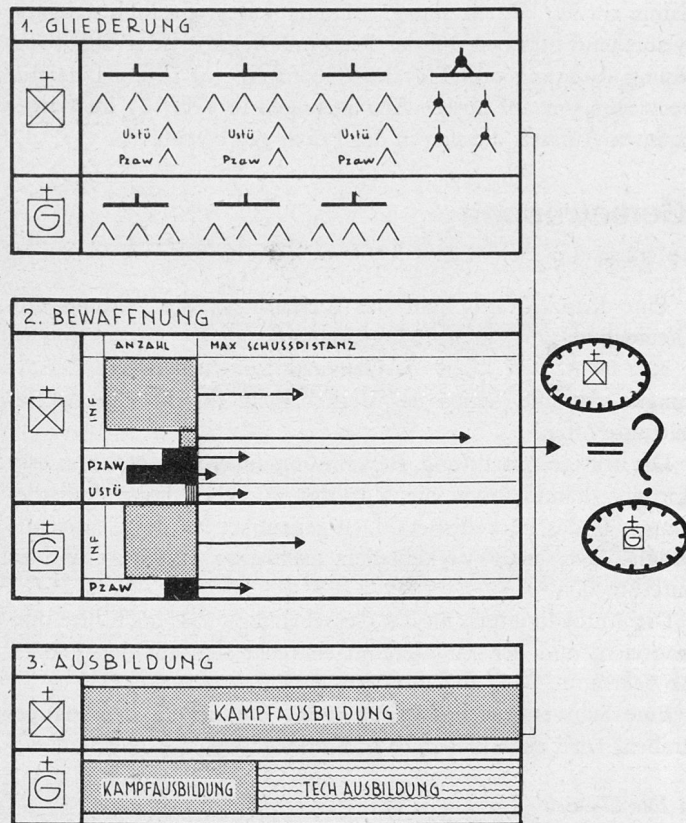 1. GLIEDERUNG
Ustü Ustü Ustü
Pzaw Pzaw Pzaw
G
2. BEWAFFNUNG
ANZAHL MAX SCHUSSDISTANZ
INF
PZAW
USTÜ
= ?
G
INF
PZAW
G
3. AUSBILDUNG
KAMPFAUSBILDUNG
G
KAMPFAUSBILDUNG TECH AUSBILDUNG